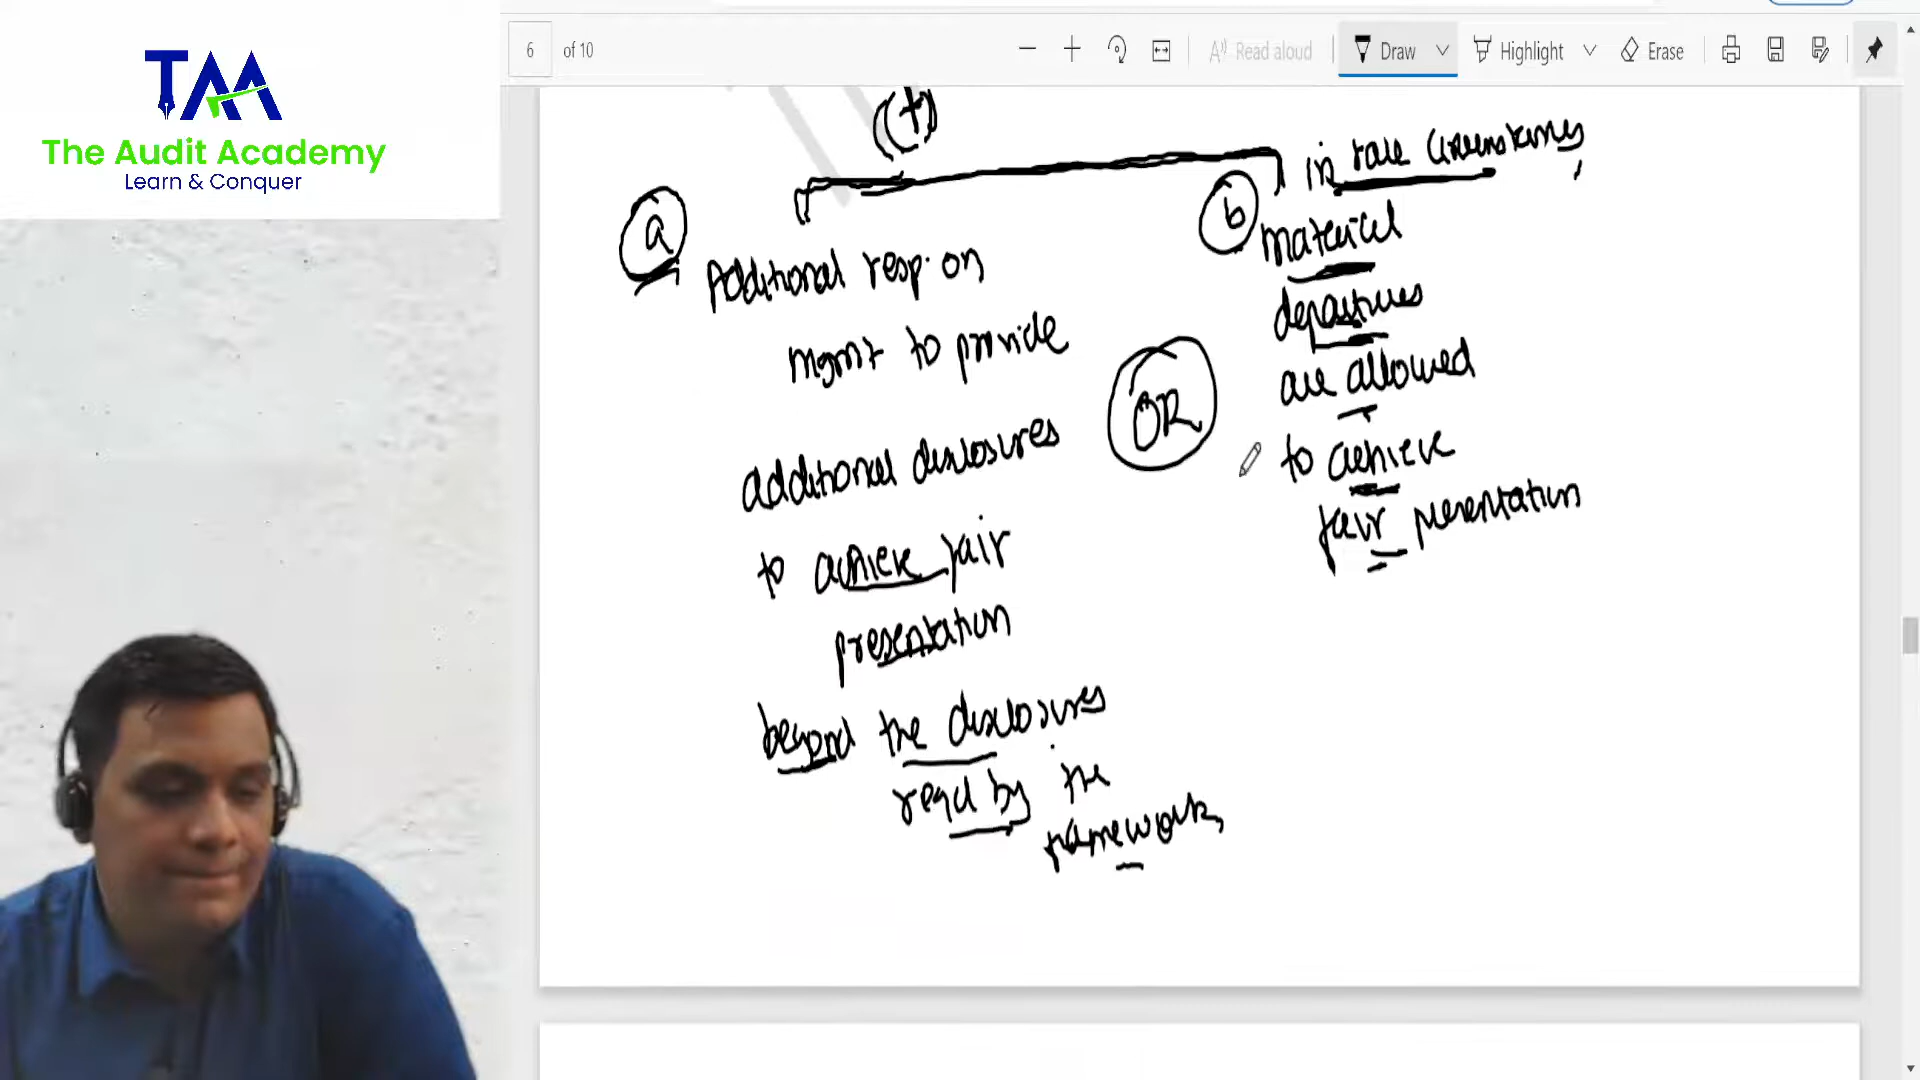 TAA
The Audit Academy
Learn & Conquer
6 of 10
Read aloud
Draw
Highlight
Erase
(+)
a
Additional resp. on
mgmt to provide
additional disclosures
to achieve fair
presentation
beyond the disclosures
reqd by the
framework
OR
b
in rare circumstances,
material
departures
are allowed
to achieve
fair presentation